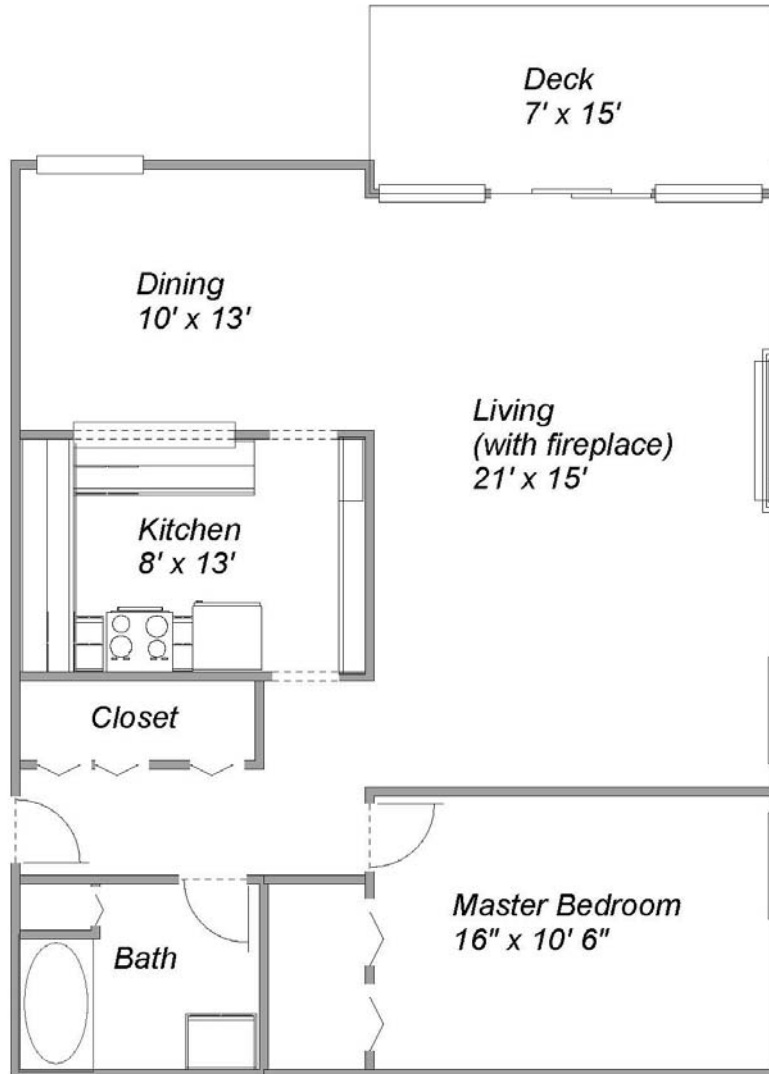 Deck
7' x 15'
Dining
10' x 13'
Living
(with fireplace)
21' x 15'
Kitchen
8' x 13'
Closet
Master Bedroom
16" x 10' 6"
Bath